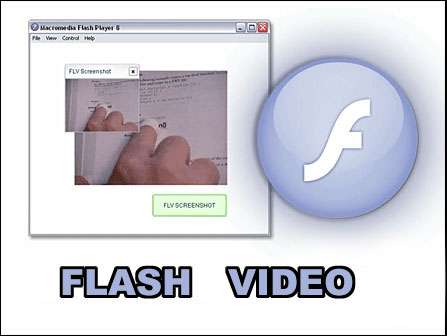 Macromedia Flash Player 8
File View Control Help
FLV Screenshot
FLV SCREENSHOT
FLASH VIDEO